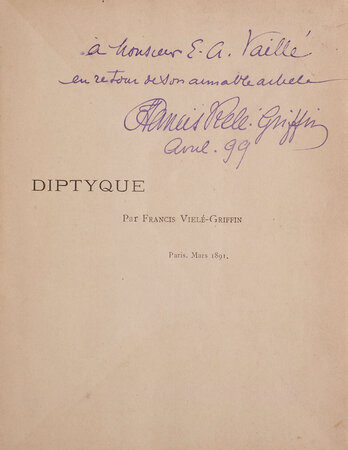 à Monsieur E. A. Vaillé
en retour de son aimable article
Francis Vielé-Griffin
Avril. 99
DIPTYQUE
Par Francis Vielé-Griffin
Paris. Mars 1891.